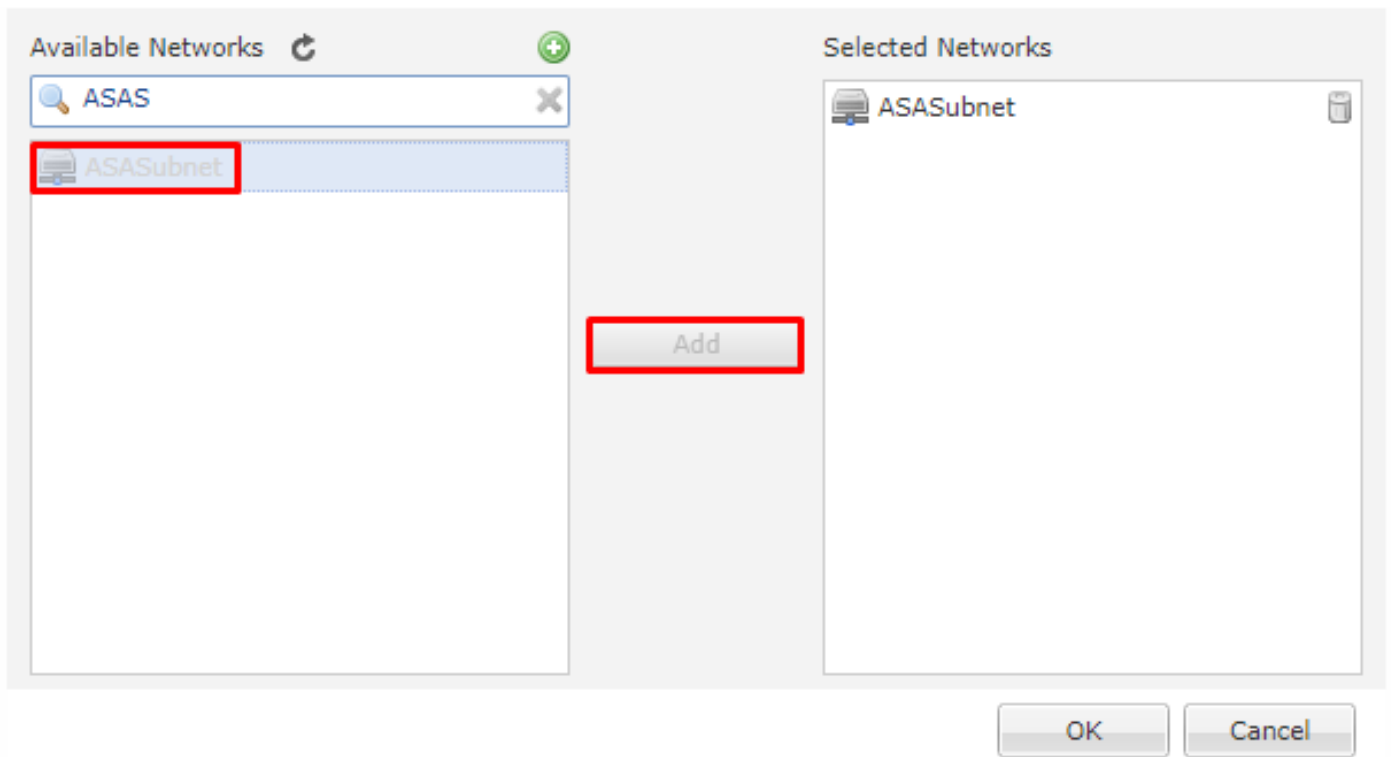 Available Networks
Selected Networks
ASAS
ASASubnet
ASASubnet
Add
OK
Cancel